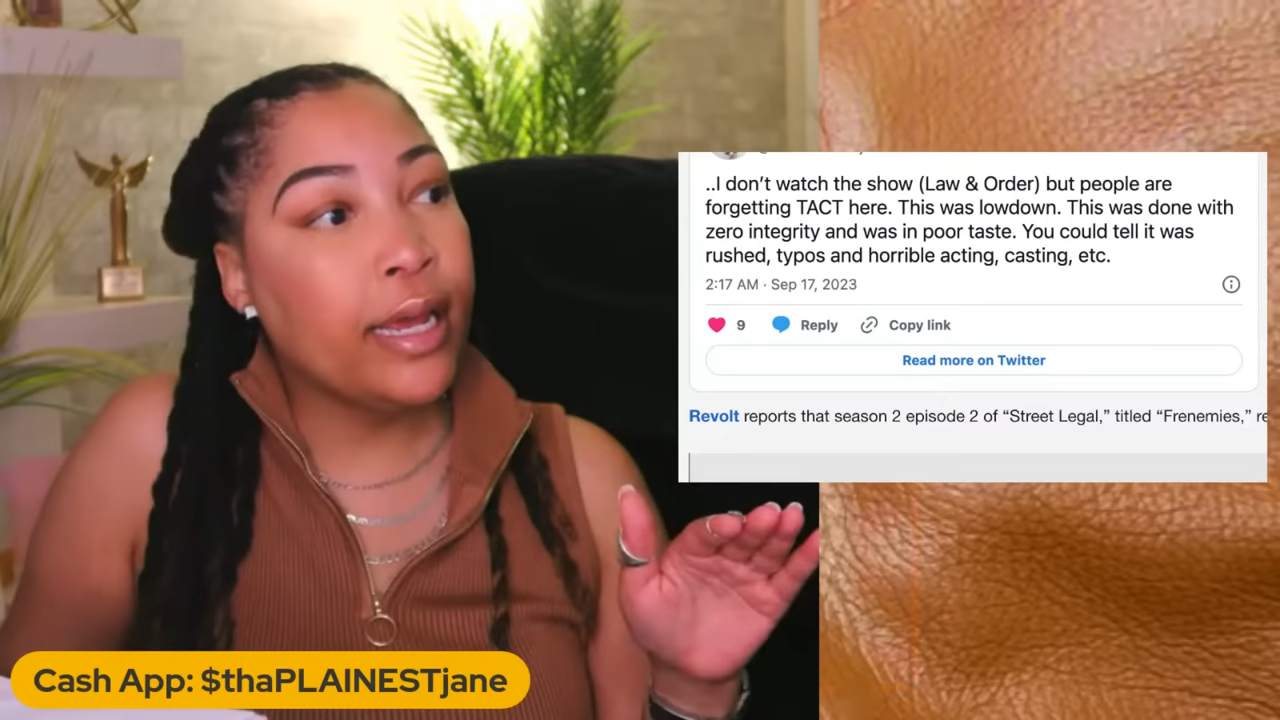 ..I don’t watch the show (Law & Order) but people are
forgetting TACT here. This was lowdown. This was done with
zero integrity and was in poor taste. You could tell it was
rushed, typos and horrible acting, casting, etc.
2:17 AM · Sep 17, 2023
9 Reply Copy link
Read more on Twitter
Revolt reports that season 2 episode 2 of “Street Legal,” titled “Frenemies,” re
Cash App: $thaPLAINESTjane